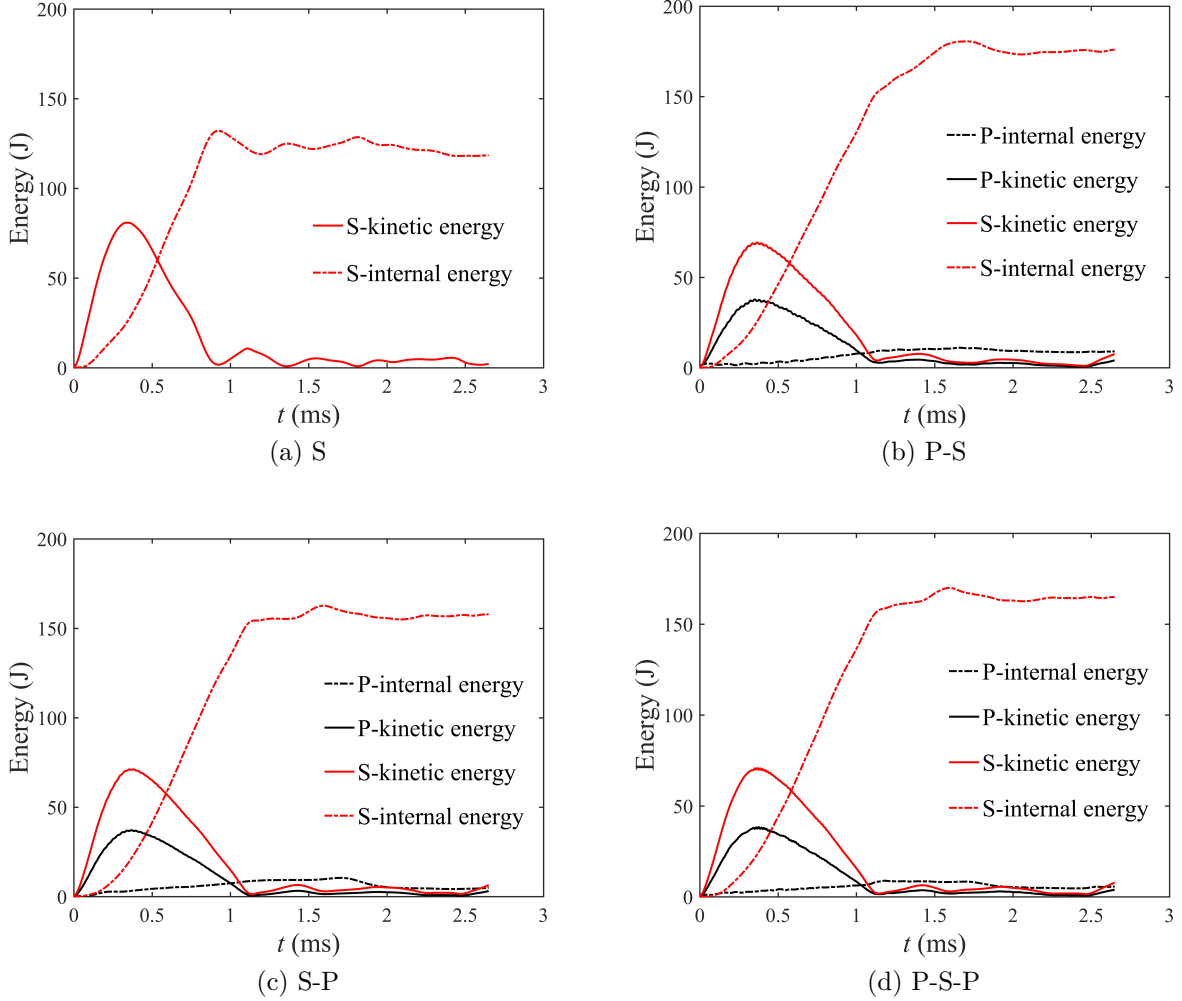 200
150
100
50
0
Energy (J)
S-kinetic energy
S-internal energy
0 0.5 1 1.5 2 2.5 3
t (ms)
(a) S
200
150
100
50
0
Energy (J)
P-internal energy
P-kinetic energy
S-kinetic energy
S-internal energy
0 0.5 1 1.5 2 2.5 3
t (ms)
(b) P-S
200
150
100
50
0
Energy (J)
P-internal energy
P-kinetic energy
S-kinetic energy
S-internal energy
0 0.5 1 1.5 2 2.5 3
t (ms)
(c) S-P
200
150
100
50
0
Energy (J)
P-internal energy
P-kinetic energy
S-kinetic energy
S-internal energy
0 0.5 1 1.5 2 2.5 3
t (ms)
(d) P-S-P